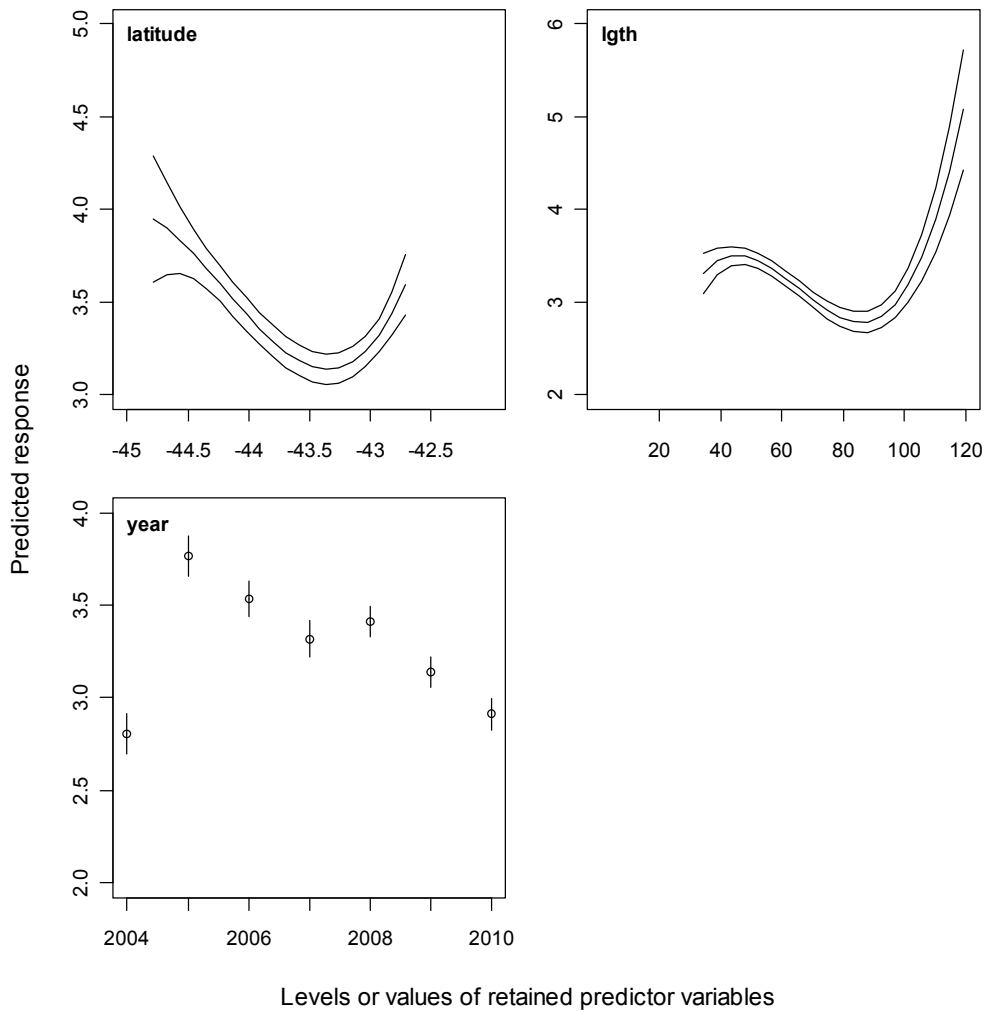 latitude
5.0
4.5
4.0
3.5
3.0
-45 -44.5 -44 -43.5 -43 -42.5
lgth
6
5
4
3
2
20 40 60 80 100 120
Predicted response
year
4.0
3.5
3.0
2.5
2.0
2004 2006 2008 2010
Levels or values of retained predictor variables